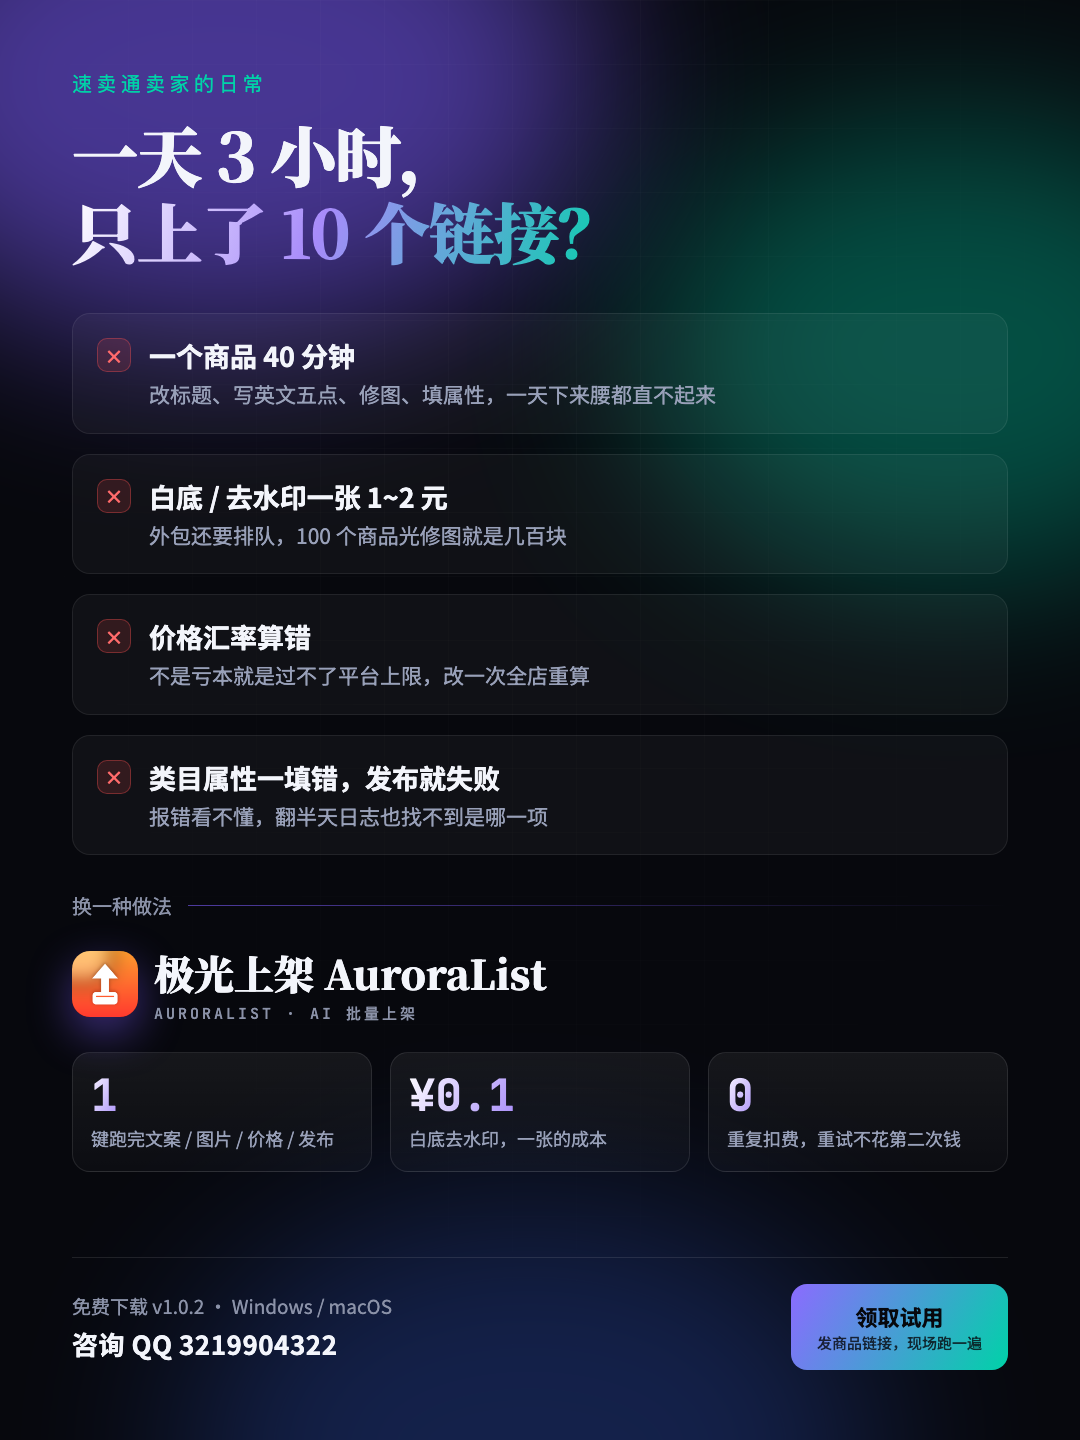 速卖通卖家的日常
一天 3 小时，
只上了 10 个链接？
一个商品 40 分钟
改标题、写英文五点、修图、填属性，一天下来腰都直不起来
白底 / 去水印一张 1~2 元
外包还要排队，100 个商品光修图就是几百块
价格汇率算错
不是亏本就是过不了平台上限，改一次全店重算
类目属性一填错，发布就失败
报错看不懂，翻半天日志也找不到是哪一项
换一种做法
极光上架 AuroraList
AURORALIST · AI 批量上架
1
键跑完文案 / 图片 / 价格 / 发布
¥0.1
白底去水印，一张的成本
0
重复扣费，重试不花第二次钱
免费下载 v1.0.2 · Windows / macOS
咨询 QQ 3219904322
领取试用
发商品链接，现场跑一遍